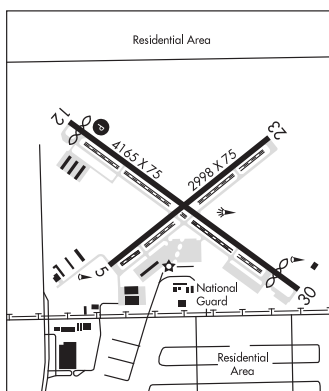 Residential Area
12
P
4165 X 75
2998 X 75
23
5
30
National
Guard
Residential
Area